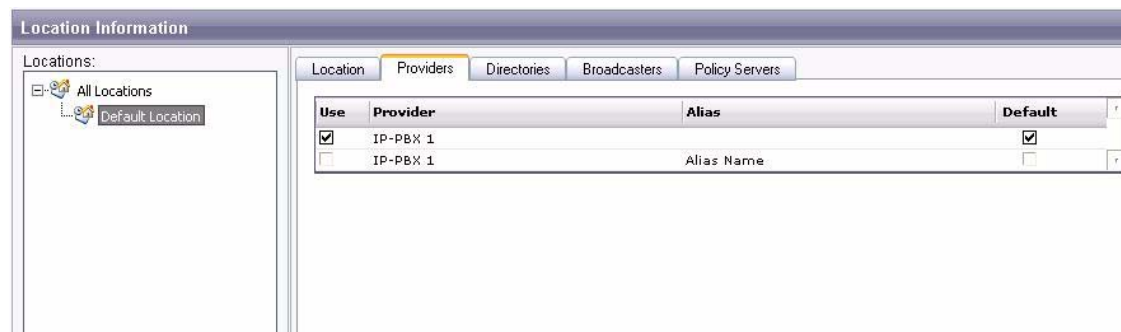 Location Information
Locations:
All Locations
Default Location
Location Providers Directories Broadcasters Policy Servers
Use Provider Alias Default
IP-PBX 1
IP-PBX 1 Alias Name